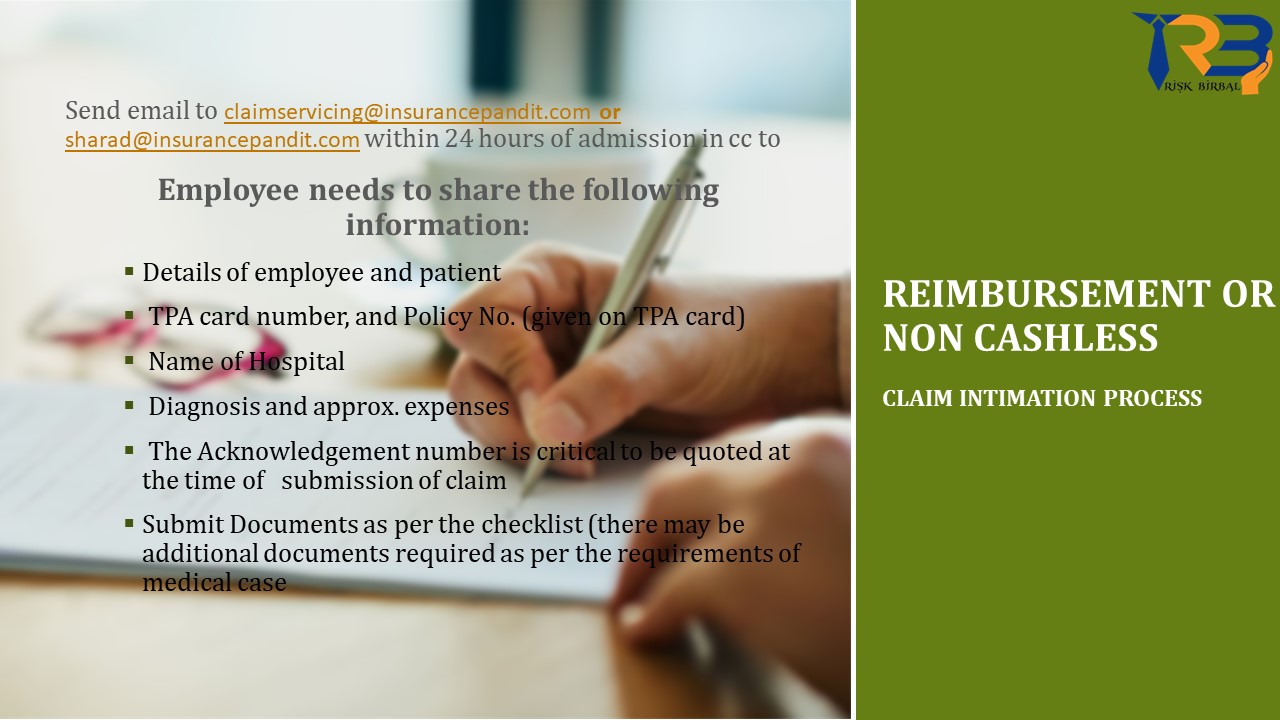 Send email to claimservicing@insurancepandit.com or
sharad@insurancepandit.com within 24 hours of admission in cc to
Employee needs to share the following
information:
Details of employee and patient
TPA card number, and Policy No. (given on TPA card)
Name of Hospital
Diagnosis and approx. expenses
The Acknowledgement number is critical to be quoted at
the time of submission of claim
Submit Documents as per the checklist (there may be
additional documents required as per the requirements of
medical case
RB
RİSK BİRBAL
REIMBURSEMENT OR
NON CASHLESS
CLAIM INTIMATION PROCESS